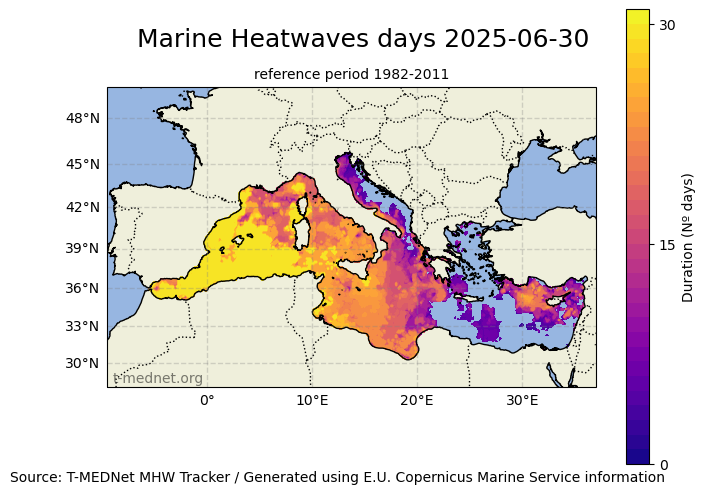 Marine Heatwaves days 2025-06-30
reference period 1982-2011
30
48°N
45°N
42°N
39°N
36°N
33°N
30°N
15
Duration (Nº days)
t-mednet.org
0°
10°E
20°E
30°E
0
Source: T-MEDNet MHW Tracker / Generated using E.U. Copernicus Marine Service information